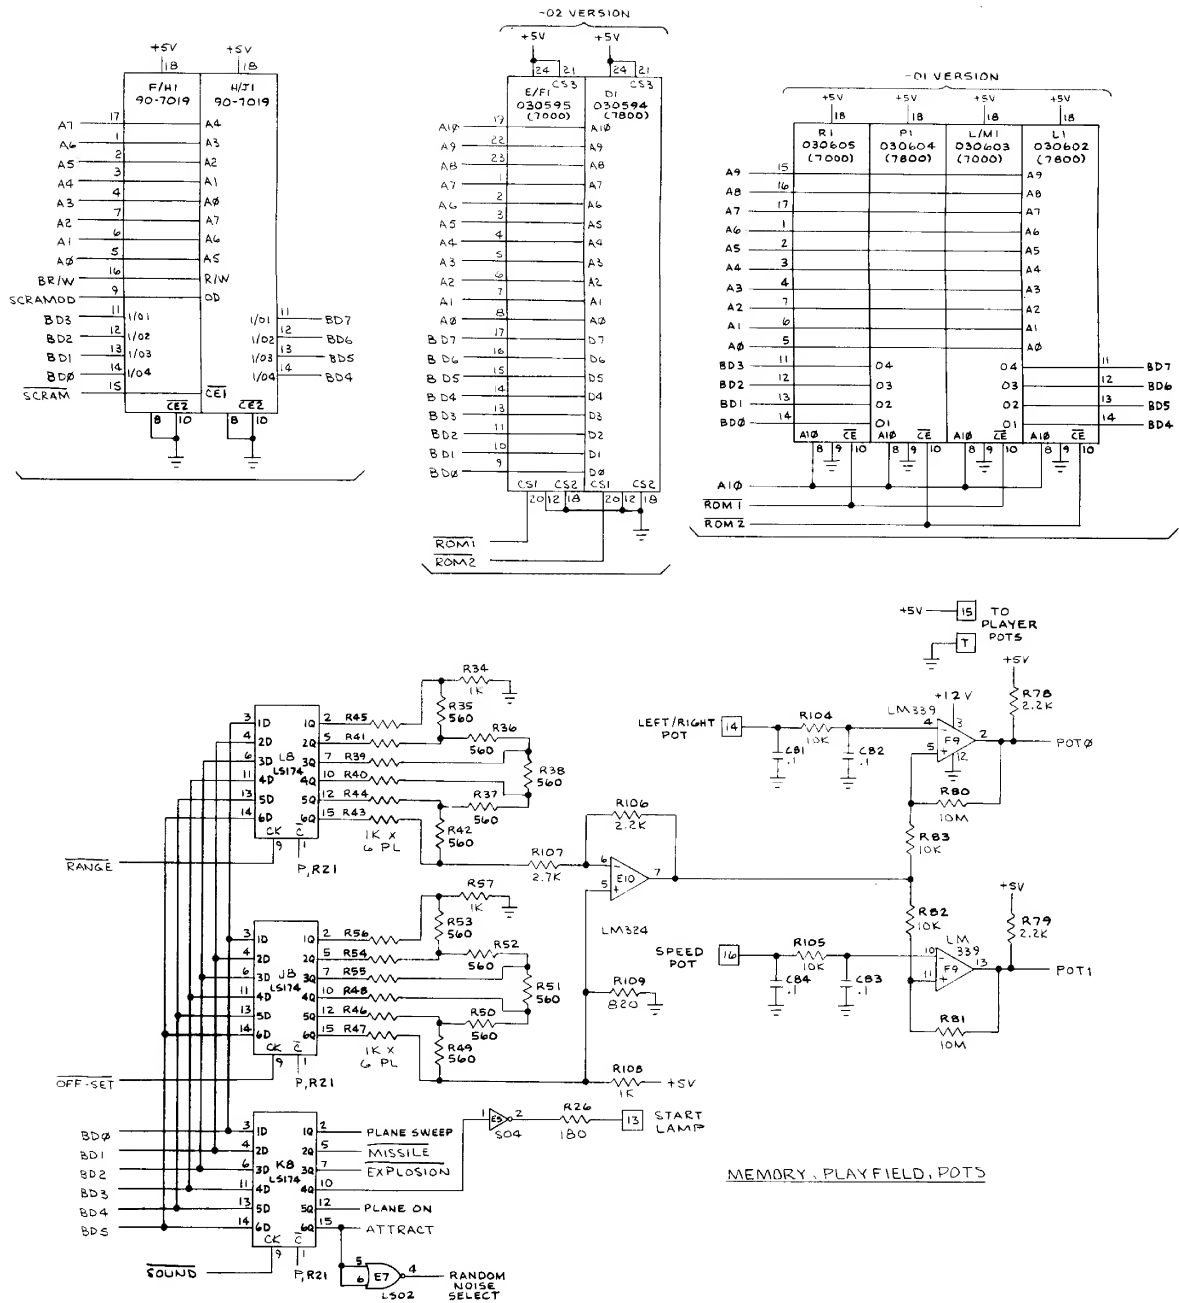 -02 VERSION
-01 VERSION
+5V
18
+5V
18
F/H1
90-7019
H/J1
90-7019
A7 17 A4
A6 1 A3
A5 2 A2
A4 3 A1
A3 4 AØ
A2 7 A7
A1 6 A6
AØ 5 A5
BR/W 16 R/W
SCRAMOD 9 OD
BD3 11 I/O1 I/O1 11 BD7
BD2 12 I/O2 I/O2 12 BD6
BD1 13 I/O3 I/O3 13 BD5
BDØ 14 I/O4 I/O4 14 BD4
SCRAM 15 CE1
CE2 CE2
8 10 8 10
+5V +5V
24 21 24 21
CS3 CS3
E/F1
030595
(7000)
D1
030594
(7800)
A1Ø 19 A1Ø
A9 22 A9
A8 23 A8
A7 1 A7
A6 2 A6
A5 3 A5
A4 4 A4
A3 5 A3
A2 6 A2
A1 7 A1
AØ 8 AØ
BD7 17 D7
BD6 16 D6
BD5 15 D5
BD4 14 D4
BD3 13 D3
BD2 11 D2
BD1 10 D1
BDØ 9 DØ
CS1 CS2 CS1 CS2
20 12 18 20 12 18
ROM1
ROM2
+5V +5V +5V +5V
18 18 18 18
R1
030605
(7000)
P1
030604
(7800)
L/M1
030603
(7000)
L1
030602
(7800)
A9 15 A9
A8 16 A8
A7 17 A7
A6 1 A6
A5 2 A5
A4 3 A4
A3 4 A3
A2 7 A2
A1 6 A1
AØ 5 AØ
BD3 11 O4 O4 11 BD7
BD2 12 O3 O3 12 BD6
BD1 13 O2 O2 13 BD5
BDØ 14 O1 O1 14 BD4
A1Ø CE A1Ø CE A1Ø CE A1Ø CE
8 9 10 8 9 10 8 9 10 8 9 10
A1Ø
ROM1
ROM2
+5V 15 TO
PLAYER
POTS
T
L8
LS174
3 1D 1Q 2 R45
4 2D 2Q 5 R41
6 3D 3Q 7 R39
11 4D 4Q 10 R40
13 5D 5Q 12 R44
14 6D 6Q 15 R43
CK C
9 1
P,R21
RANGE
1K X
6 PL
R34
1K
R35
560
R36
560
R38
560
R37
560
R42
560
R107
2.7K
R106
2.2K
6 -
5 +
E10
7
LM324
J8
LS174
3 1D 1Q 2 R56
4 2D 2Q 5 R54
6 3D 3Q 7 R55
11 4D 4Q 10 R48
13 5D 5Q 12 R46
14 6D 6Q 15 R47
CK C
9 1
P,R21
OFF-SET
1K X
6 PL
R57
1K
R53
560
R52
560
R51
560
R50
560
R49
560
R109
820
R108
1K
+5V
LEFT/RIGHT
POT
14
R104
10K
C81
.1
C82
.1
LM339
+12V
3
4 -
5 +
F9
2
12
+5V
R78
2.2K
POTØ
R80
10M
R83
10K
R82
10K
SPEED
POT
16
R105
10K
C84
.1
C83
.1
LM
339
10 -
11 +
F9
13
+5V
R79
2.2K
POT1
R81
10M
K8
LS174
BDØ 3 1D 1Q 2 PLANE SWEEP
BD1 4 2D 2Q 5 MISSILE
BD2 6 3D 3Q 7 EXPLOSION
BD3 11 4D 4Q 10
BD4 13 5D 5Q 12 PLANE ON
BD5 14 6D 6Q 15 ATTRACT
CK C
9 1
P,R21
SOUND
1 E5 2
S04
R26
180
13
START
LAMP
5
6
E7
4
LS02
RANDOM
NOISE
SELECT
MEMORY, PLAYFIELD, POTS